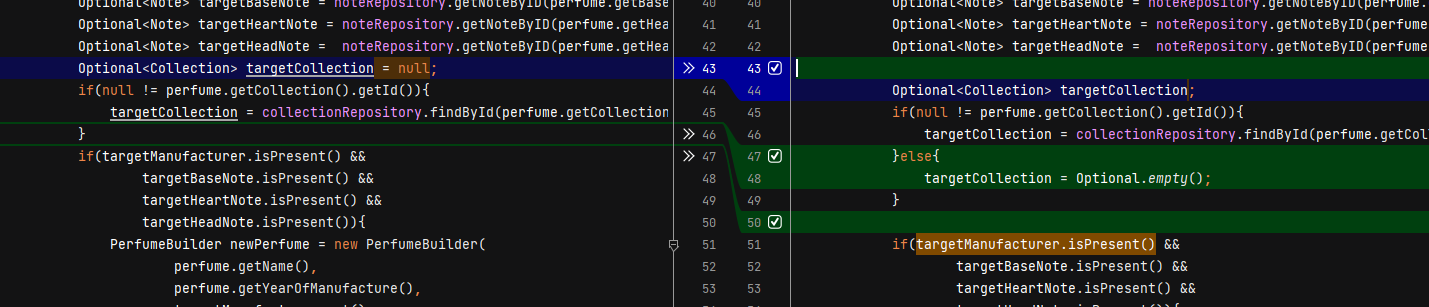 Optional<Note> targetBaseNote = noteRepository.getNoteByID(perfume.getBase 40 40 Optional<Note> targetBaseNote = noteRepository.getNoteByID(perfume.getBa
Optional<Note> targetHeartNote = noteRepository.getNoteByID(perfume.getHea 41 41 Optional<Note> targetHeartNote = noteRepository.getNoteByID(perfume.getH
Optional<Note> targetHeadNote =  noteRepository.getNoteByID(perfume.getHea 42 42 Optional<Note> targetHeadNote =  noteRepository.getNoteByID(perfume.getH
Optional<Collection> targetCollection = null; 43 43
if(null != perfume.getCollection().getId()){ 44 44 Optional<Collection> targetCollection;
targetCollection = collectionRepository.findById(perfume.getCollection 45 45 if(null != perfume.getCollection().getId()){
} 46 46 targetCollection = collectionRepository.findById(perfume.getCol
if(targetManufacturer.isPresent() && 47 47 }else{
targetBaseNote.isPresent() && 48 48 targetCollection = Optional.empty();
targetHeartNote.isPresent() && 49 49 }
targetHeadNote.isPresent()){ 50 50
PerfumeBuilder newPerfume = new PerfumeBuilder( 51 51 if(targetManufacturer.isPresent() &&
perfume.getName(), 52 52 targetBaseNote.isPresent() &&
perfume.getYearOfManufacture(), 53 53 targetHeartNote.isPresent() &&
targetHeadNote.isPresent()){